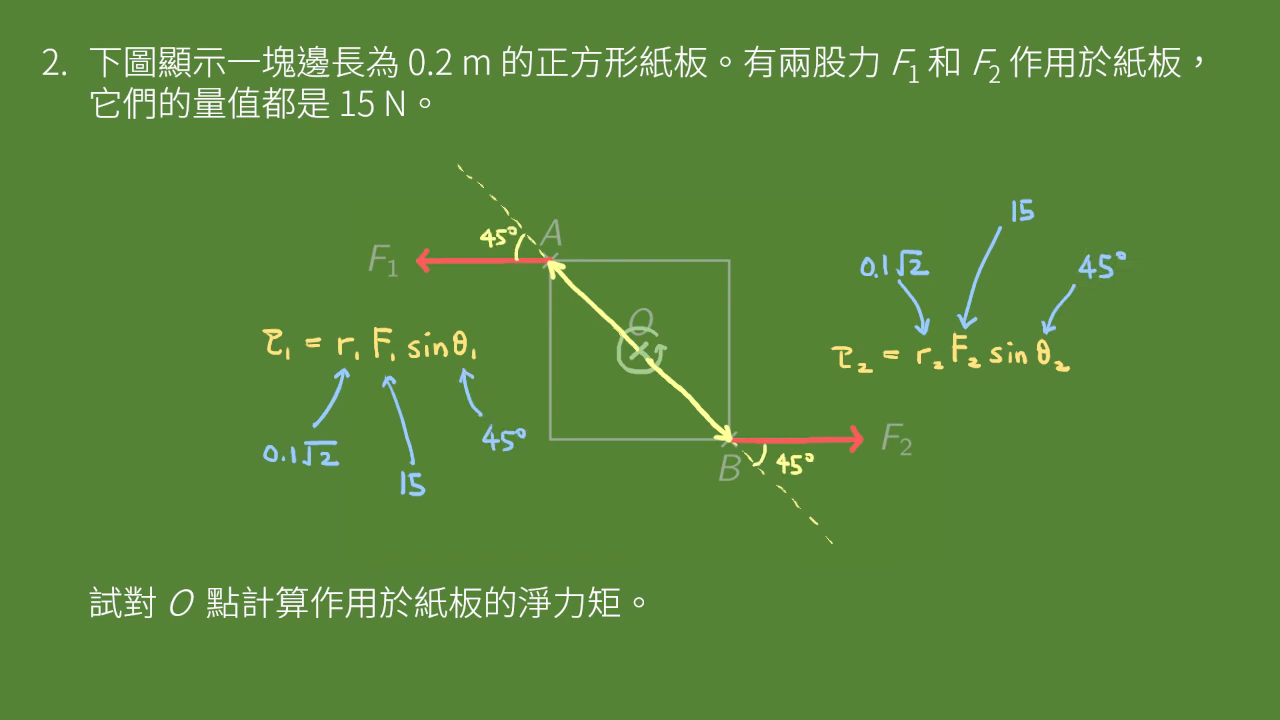 2. 下圖顯示一塊邊長為 0.2 m 的正方形紙板。有兩股力 F₁ 和 F₂ 作用於紙板，
它們的量值都是 15 N。
15
45° A
F₁
0.1√2 45°
O
τ₁ = r₁ F₁ sinθ₁
τ₂ = r₂ F₂ sin θ₂
0.1√2 45°
F₂
B 45°
15
試對 O 點計算作用於紙板的淨力矩。